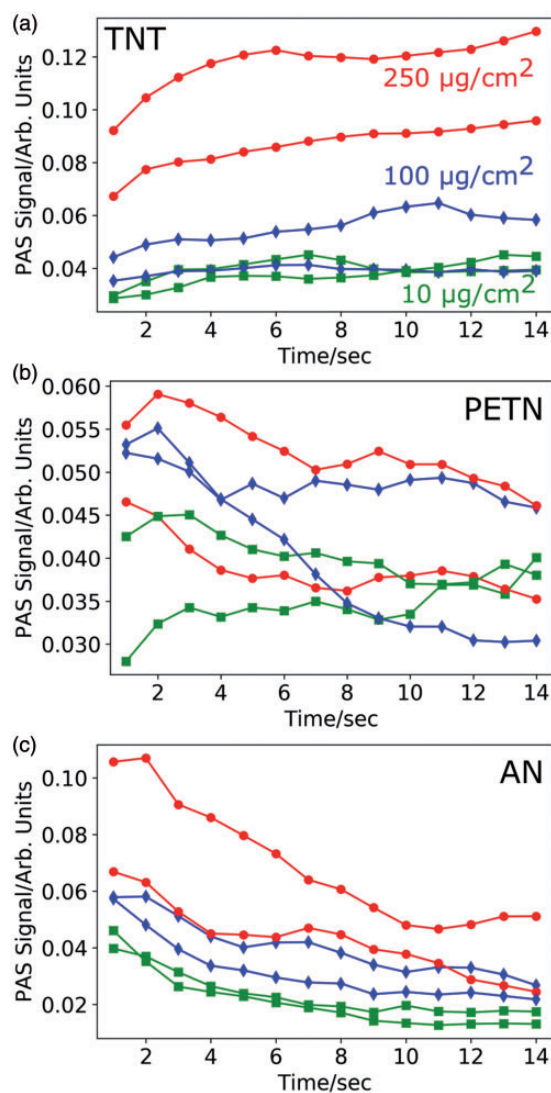 (a)
TNT
0.12
0.10
0.08
0.06
0.04
PAS Signal/Arb. Units
250 µg/cm²
100 µg/cm²
10 µg/cm²
2 4 6 8 10 12 14
Time/sec
(b)
PETN
0.060
0.055
0.050
0.045
0.040
0.035
0.030
PAS Signal/Arb. Units
2 4 6 8 10 12 14
Time/sec
(c)
AN
0.10
0.08
0.06
0.04
0.02
PAS Signal/Arb. Units
2 4 6 8 10 12 14
Time/sec